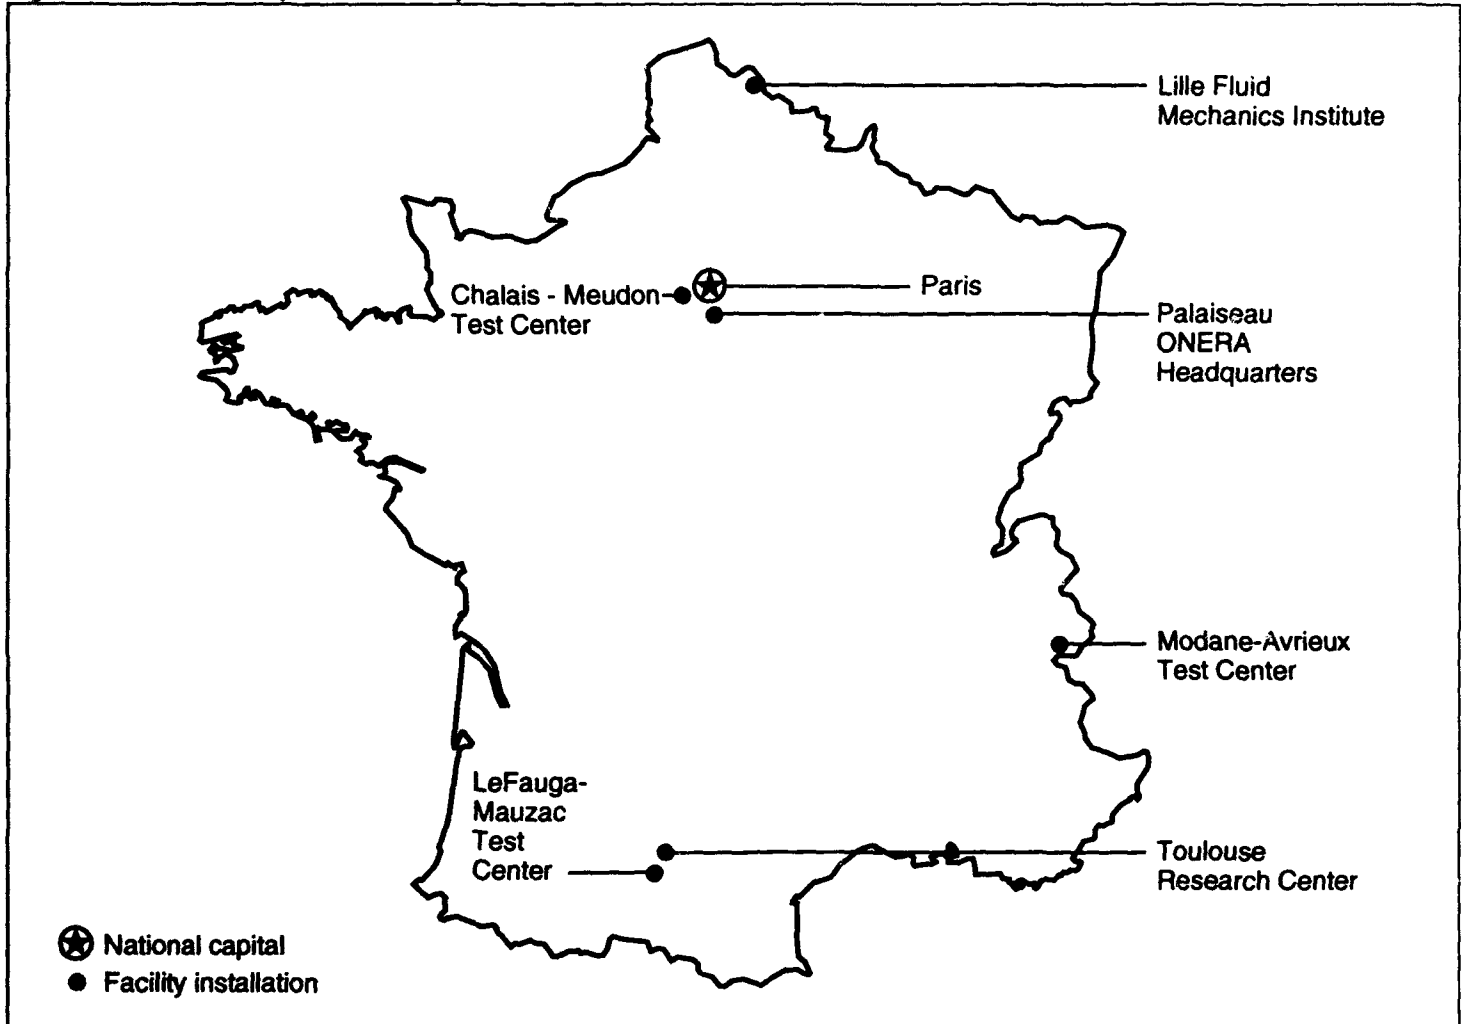 Lille Fluid
Mechanics Institute
Chalais - Meudon
Test Center
Paris
Palaiseau
ONERA
Headquarters
Modane-Avrieux
Test Center
LeFauga-
Mauzac
Test
Center
Toulouse
Research Center
National capital
Facility installation